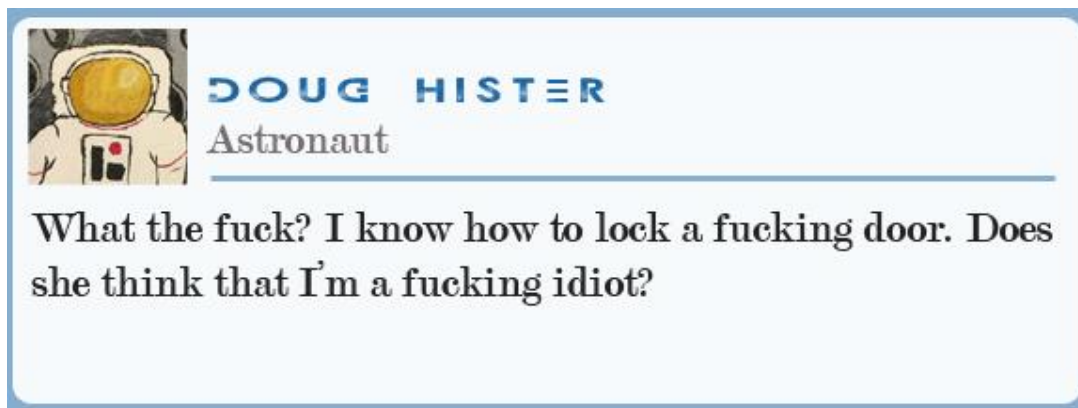 DOUG HISTER
Astronaut
What the fuck? I know how to lock a fucking door. Does
she think that I'm a fucking idiot?